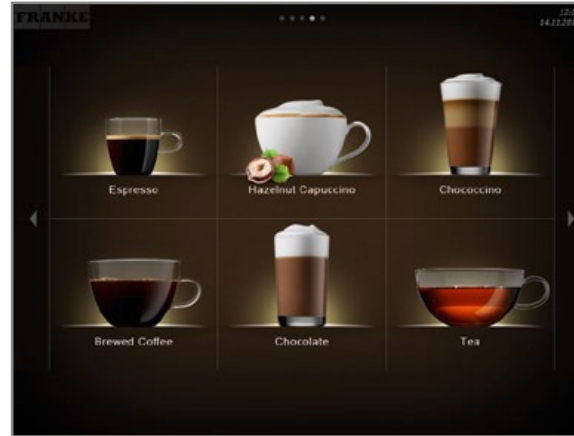 FRANKE
Espresso
Hazelnut Capuccino
Chococcino
Brewed Coffee
Chocolate
Tea